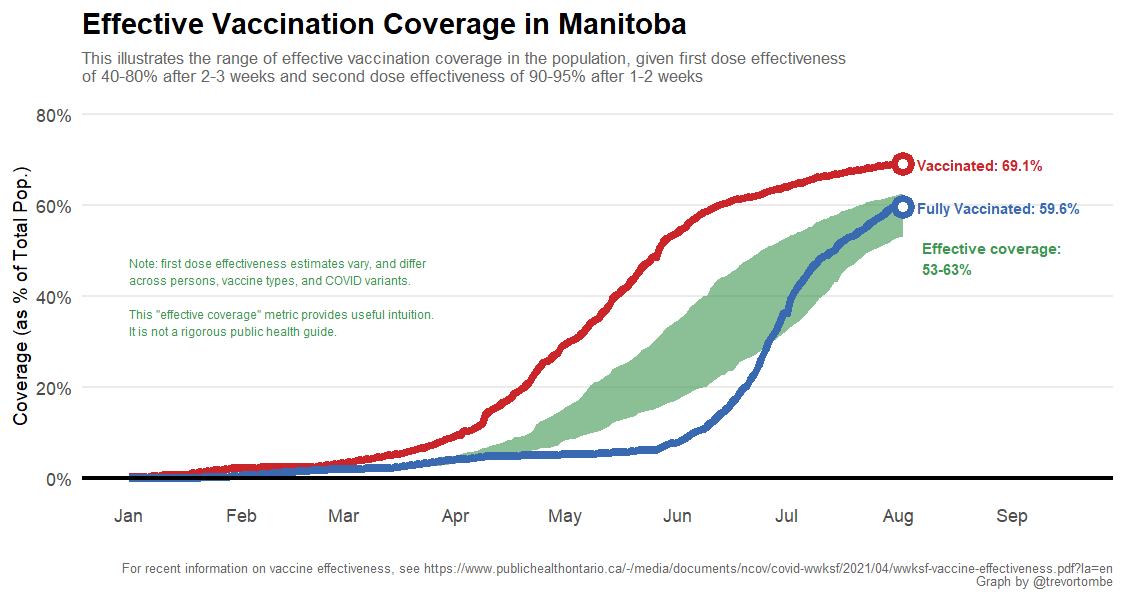 Effective Vaccination Coverage in Manitoba
This illustrates the range of effective vaccination coverage in the population, given first dose effectiveness
of 40-80% after 2-3 weeks and second dose effectiveness of 90-95% after 1-2 weeks
Coverage (as % of Total Pop.)
80%
60%
40%
20%
0%
Vaccinated: 69.1%
Fully Vaccinated: 59.6%
Effective coverage:
53-63%
Note: first dose effectiveness estimates vary, and differ
across persons, vaccine types, and COVID variants.
This "effective coverage" metric provides useful intuition.
It is not a rigorous public health guide.
Jan Feb Mar Apr May Jun Jul Aug Sep
For recent information on vaccine effectiveness, see https://www.publichealthontario.ca/-/media/documents/ncov/covid-wwksf/2021/04/wwksf-vaccine-effectiveness.pdf?la=en
Graph by @trevortombe